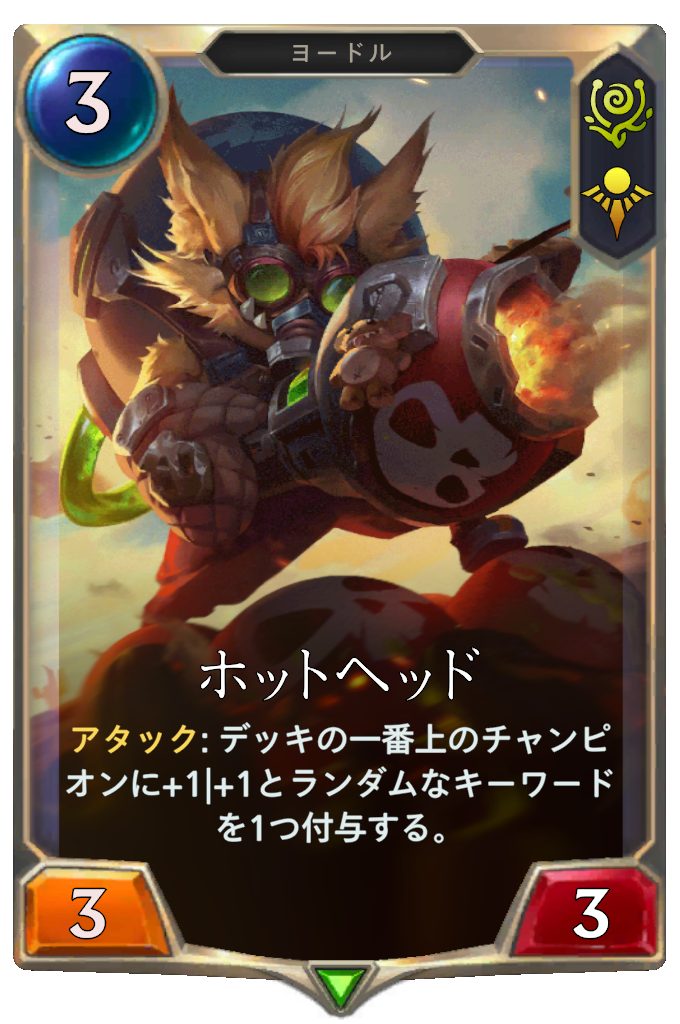 3
ヨードル
ホットヘッド
アタック: デッキの一番上のチャンピ
オンに+1|+1とランダムなキーワード
を1つ付与する。
3
3